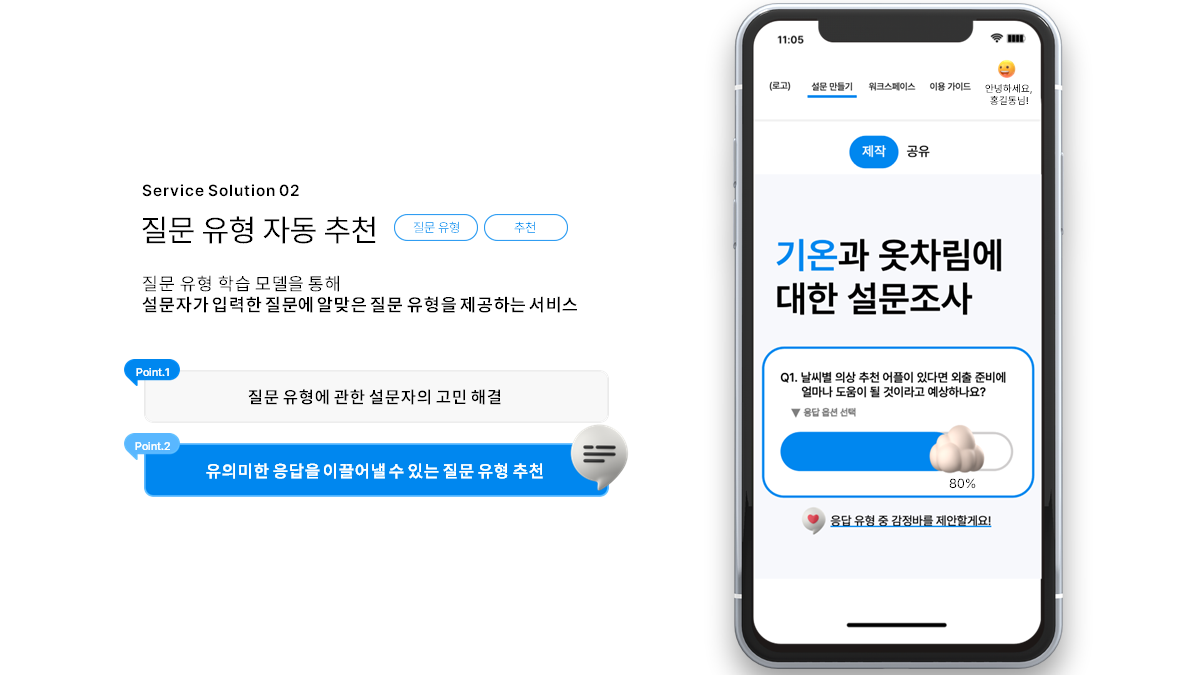 Service Solution 02
질문 유형 자동 추천
질문 유형
추천
질문 유형 학습 모델을 통해
설문자가 입력한 질문에 알맞은 질문 유형을 제공하는 서비스
Point.1
질문 유형에 관한 설문자의 고민 해결
Point.2
유의미한 응답을 이끌어낼 수 있는 질문 유형 추천
11:05
(로고)
설문 만들기
워크스페이스
이용 가이드
안녕하세요,
홍길동님!
제작
공유
기온과 옷차림에
대한 설문조사
Q1. 날씨별 의상 추천 어플이 있다면 외출 준비에
얼마나 도움이 될 것이라고 예상하나요?
▼ 응답 옵션 선택
80%
응답 유형 중 감정바를 제안할게요!